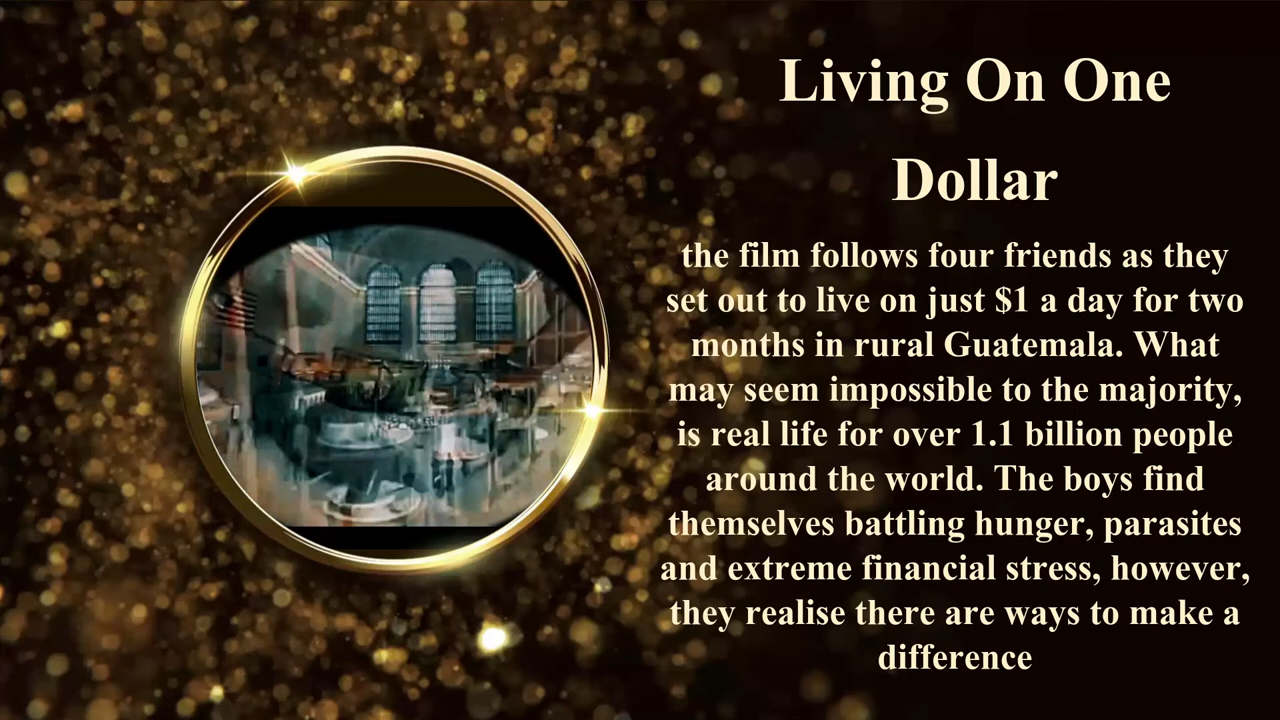 Living On One
Dollar
the film follows four friends as they
set out to live on just $1 a day for two
months in rural Guatemala. What
may seem impossible to the majority,
is real life for over 1.1 billion people
around the world. The boys find
themselves battling hunger, parasites
and extreme financial stress, however,
they realise there are ways to make a
difference